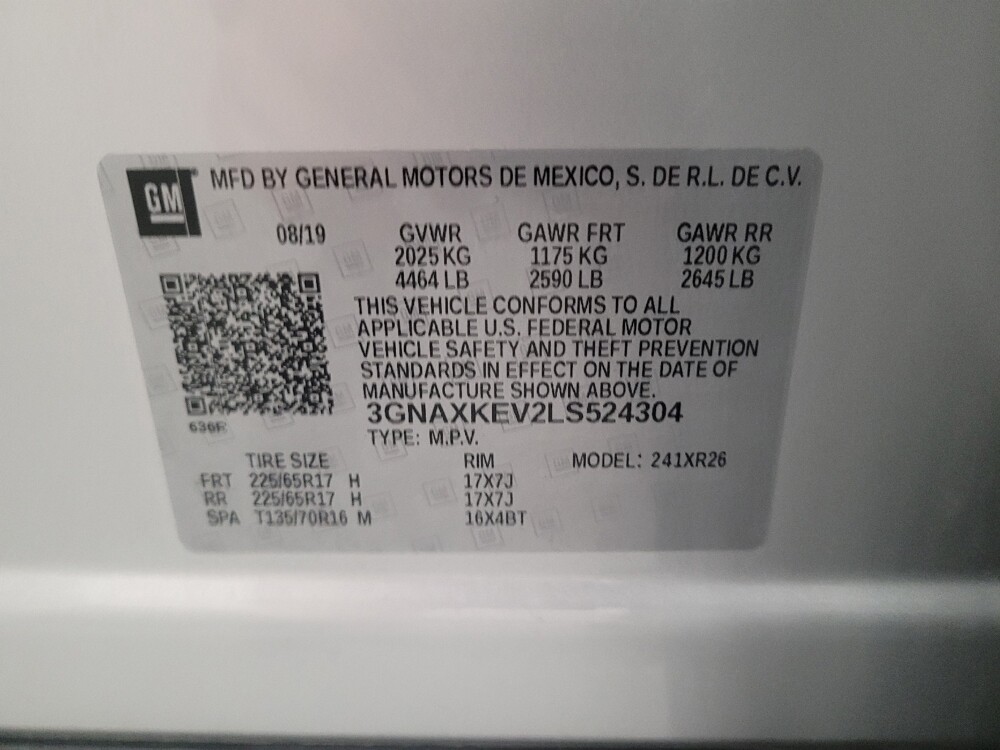 GM MFD BY GENERAL MOTORS DE MEXICO, S. DE R.L. DE C.V.
08/19 GVWR GAWR FRT GAWR RR
2025 KG 1175 KG 1200 KG
4464 LB 2590 LB 2645 LB
THIS VEHICLE CONFORMS TO ALL
APPLICABLE U.S. FEDERAL MOTOR
VEHICLE SAFETY AND THEFT PREVENTION
STANDARDS IN EFFECT ON THE DATE OF
MANUFACTURE SHOWN ABOVE.
3GNAXKEV2LS524304
636F
TYPE: M.P.V.
TIRE SIZE RIM MODEL: 241XR26
FRT 225/65R17 H 17X7J
RR 225/65R17 H 17X7J
SPA T135/70R16 M 16X4BT